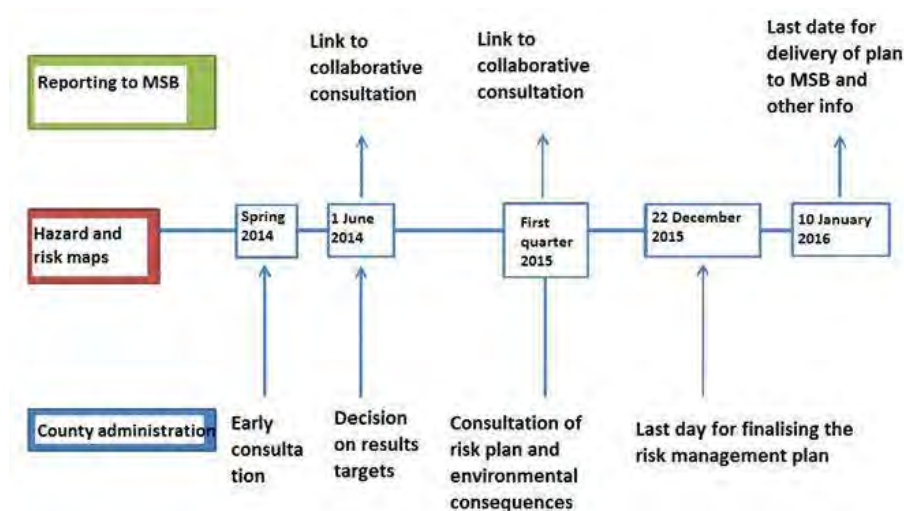 Reporting to MSB
Link to
collaborative
consultation
Link to
collaborative
consultation
Last date for
delivery of plan
to MSB and
other info
Hazard and
risk maps
Spring
2014
1 June
2014
First
quarter
2015
22 December
2015
10 January
2016
County administration
Early
consulta
tion
Decision
on results
targets
Consultation of
risk plan and
environmental
consequences
Last day for finalising the
risk management plan